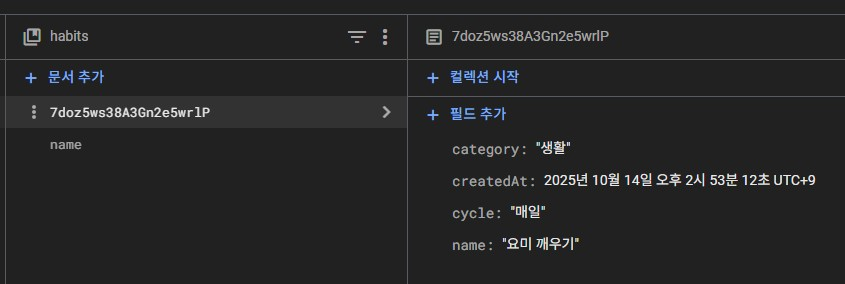 habits
7doz5ws38A3Gn2e5wrlP
+ 문서 추가
+ 컬렉션 시작
7doz5ws38A3Gn2e5wrlP
name
+ 필드 추가
category: "생활"
createdAt: 2025년 10월 14일 오후 2시 53분 12초 UTC+9
cycle: "매일"
name: "요미 깨우기"